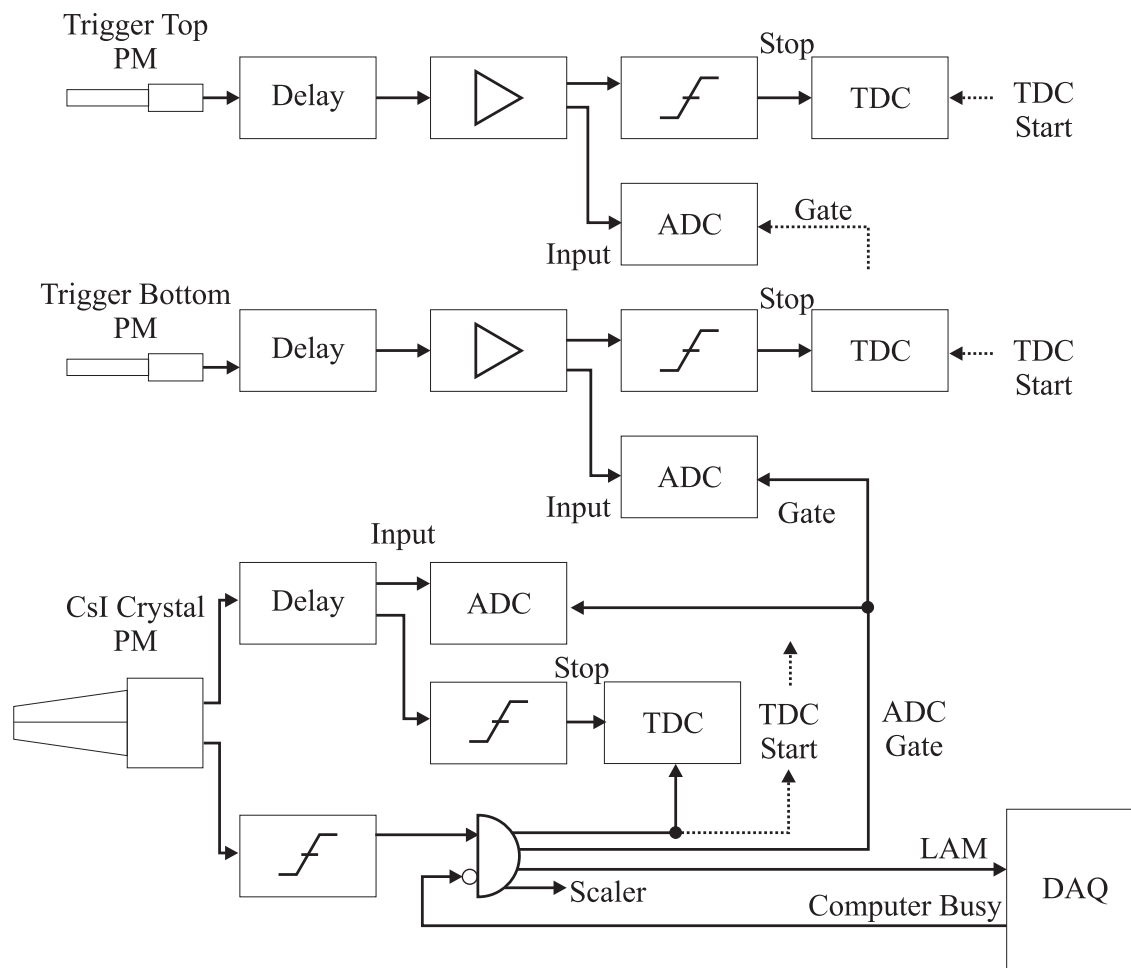 Trigger Top
PM
Delay
Stop
TDC
TDC
Start
ADC
Gate
Input
Trigger Bottom
PM
Delay
Stop
TDC
TDC
Start
ADC
Input
Gate
Input
CsI Crystal
PM
Delay
ADC
Stop
TDC
TDC
Start
ADC
Gate
LAM
Scaler
Computer Busy
DAQ